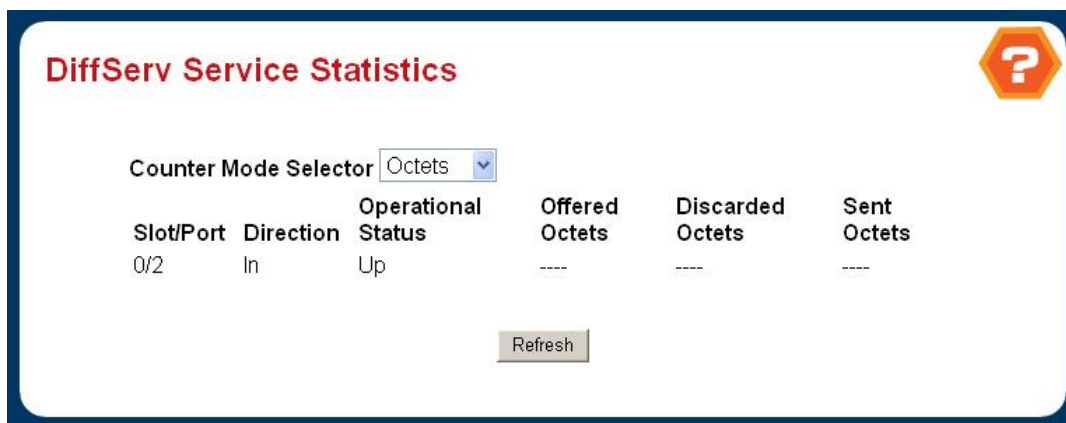 DiffServ Service Statistics
?
Counter Mode Selector Octets
Slot/Port Direction Operational Status Offered Octets Discarded Octets Sent Octets
0/2 In Up ---- ---- ----
Refresh